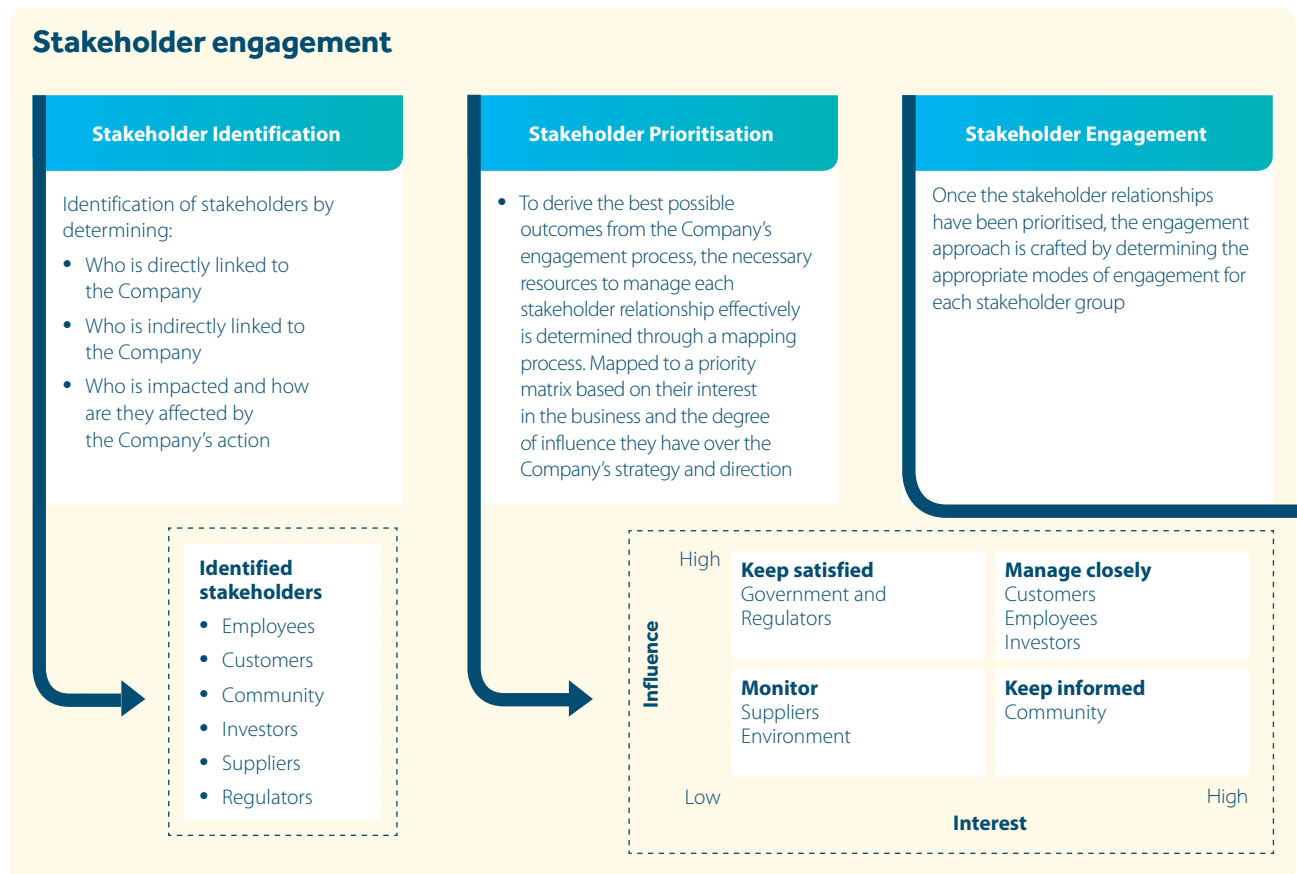 Stakeholder engagement
Stakeholder Identification
Identification of stakeholders by
determining:
• Who is directly linked to
the Company
• Who is indirectly linked to
the Company
• Who is impacted and how
are they affected by
the Company's action
Identified
stakeholders
• Employees
• Customers
• Community
• Investors
• Suppliers
• Regulators
Stakeholder Prioritisation
• To derive the best possible
outcomes from the Company's
engagement process, the necessary
resources to manage each
stakeholder relationship effectively
is determined through a mapping
process. Mapped to a priority
matrix based on their interest
in the business and the degree
of influence they have over the
Company's strategy and direction
Stakeholder Engagement
Once the stakeholder relationships
have been prioritised, the engagement
approach is crafted by determining the
appropriate modes of engagement for
each stakeholder group
Influence
High
Keep satisfied
Government and
Regulators
Manage closely
Customers
Employees
Investors
Monitor
Suppliers
Environment
Keep informed
Community
Low
High
Interest